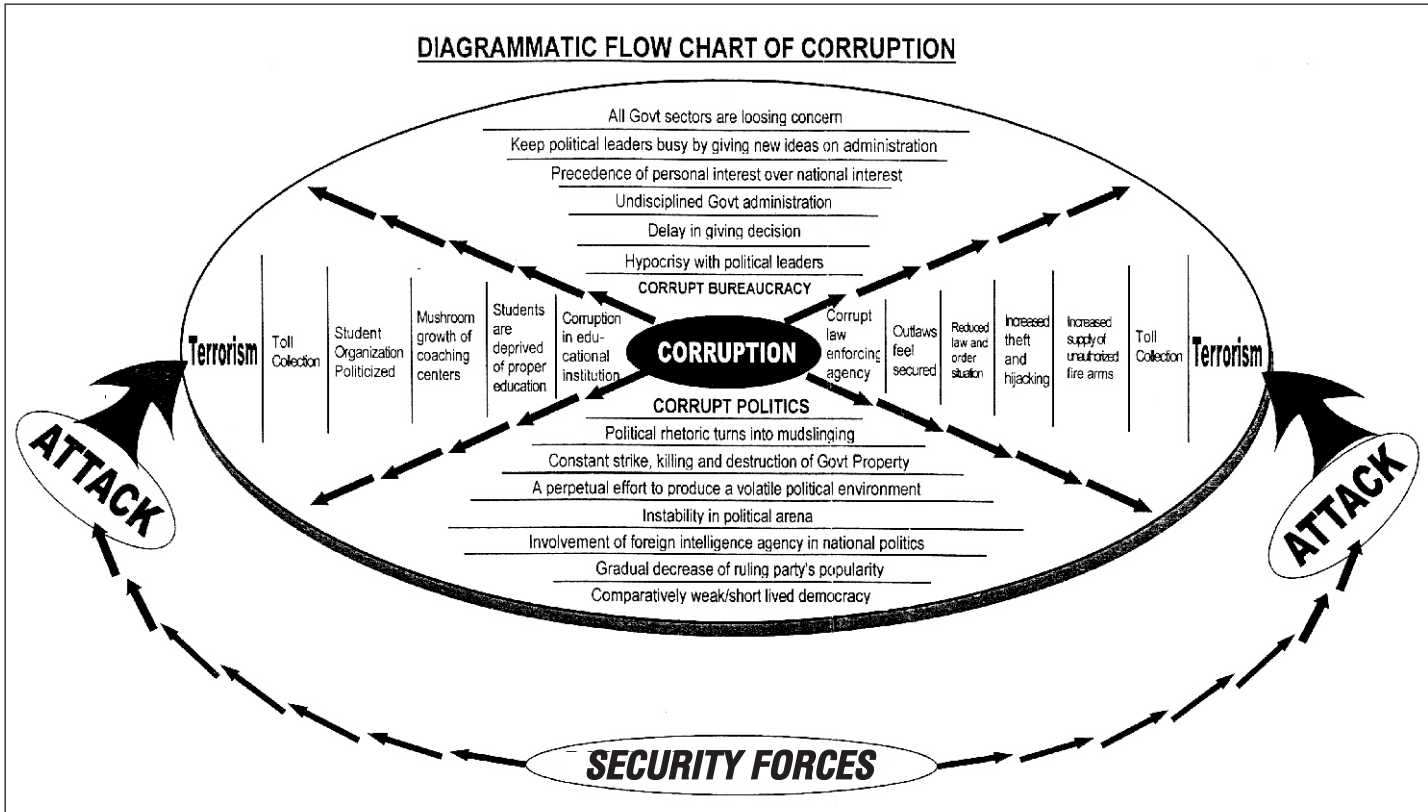 DIAGRAMMATIC FLOW CHART OF CORRUPTION
All Govt sectors are loosing concern
Keep political leaders busy by giving new ideas on administration
Precedence of personal interest over national interest
Undisciplined Govt administration
Delay in giving decision
Hypocrisy with political leaders
CORRUPT BUREAUCRACY
Terrorism
Toll
Collection
Student
Organization
Politicized
Mushroom
growth of
coaching
centers
Students
are
deprived
of proper
education
Corruption
in edu-
cational
institution
CORRUPTION
Corrupt
law
enforcing
agency
Outlaws
feel
secured
Reduced
law and
order
situation
Increased
theft
and
hijacking
Increased
supply of
unauthorized
fire arms
Toll
Collection
Terrorism
CORRUPT POLITICS
Political rhetoric turns into mudslinging
Constant strike, killing and destruction of Govt Property
A perpetual effort to produce a volatile political environment
Instability in political arena
Involvement of foreign intelligence agency in national politics
Gradual decrease of ruling party's popularity
Comparatively weak/short lived democracy
ATTACK
ATTACK
SECURITY FORCES